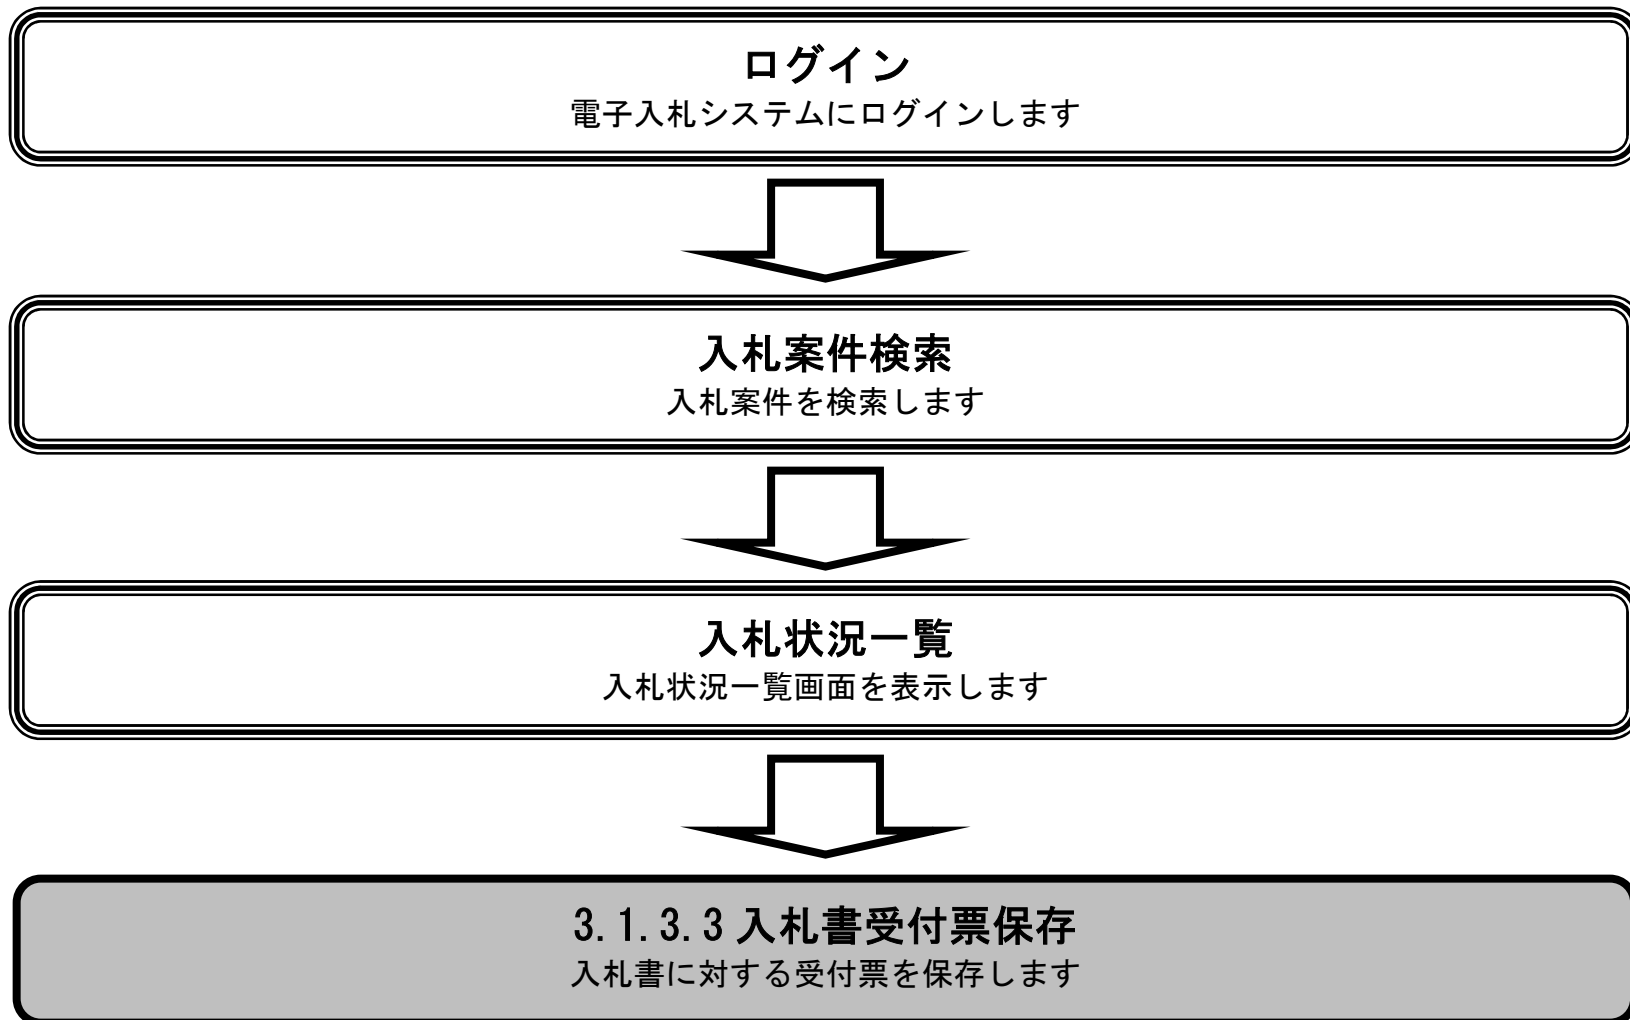 ログイン
電子入札システムにログインします
入札案件検索
入札案件を検索します
入札状況一覧
入札状況一覧画面を表示します
3.1.3.3入札書受付票保存
入札書に対する受付票を保存します